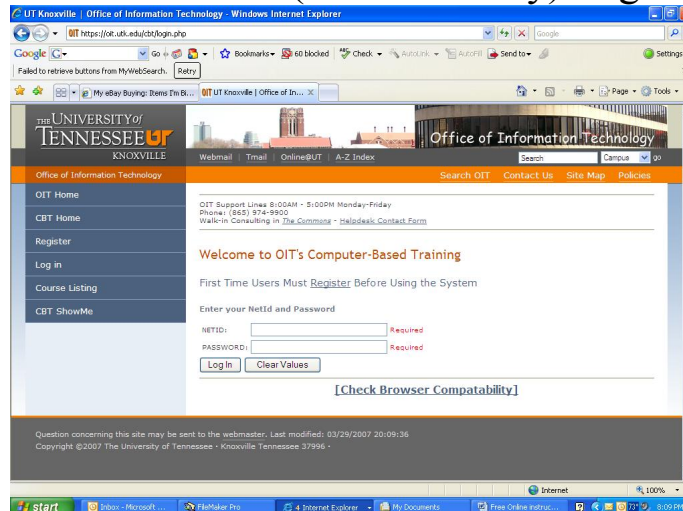 UT Knoxville | Office of Information Technology - Windows Internet Explorer
UT https://oit.utk.edu/cbt/login.php
Google
Google G Go Bookmarks 60 blocked Check AutoLink AutoFill Send to Settings
Failed to retrieve buttons from MyWebSearch. Retry
My eBay Buying: Items I'm Bi... UT Knoxville | Office of In... X Page Tools
THE UNIVERSITY of
TENNESSEE UT
KNOXVILLE
Office of Information Technology
Webmail | Tmail | Online@UT | A-Z Index Search Campus go
Office of Information Technology Search OIT Contact Us Site Map Policies
OIT Home
CBT Home
Register
Log in
Course Listing
CBT ShowMe
OIT Support Lines 8:00AM - 5:00PM Monday-Friday
Phone: (865) 974-9900
Walk-in Consulting in The Commons - Helpdesk Contact Form
Welcome to OIT's Computer-Based Training
First Time Users Must Register Before Using the System
Enter your NetId and Password
NETID: Required
PASSWORD: Required
Log In Clear Values
[Check Browser Compatability]
Question concerning this site may be sent to the webmaster. Last modified: 03/29/2007 20:09:36
Copyright ©2007 The University of Tennessee · Knoxville Tennessee 37996 ·
Internet 100%
start Inbox - Microsoft ... FileMaker Pro 4 Internet Explorer My Documents Free Online instruc... 73° 8:09 PM